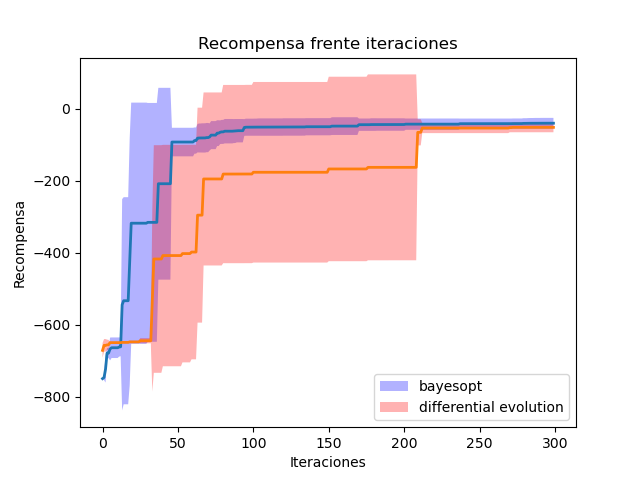 Recompensa frente iteraciones
0
−200
−400
−600
−800
Recompensa
bayesopt
differential evolution
0 50 100 150 200 250 300
Iteraciones